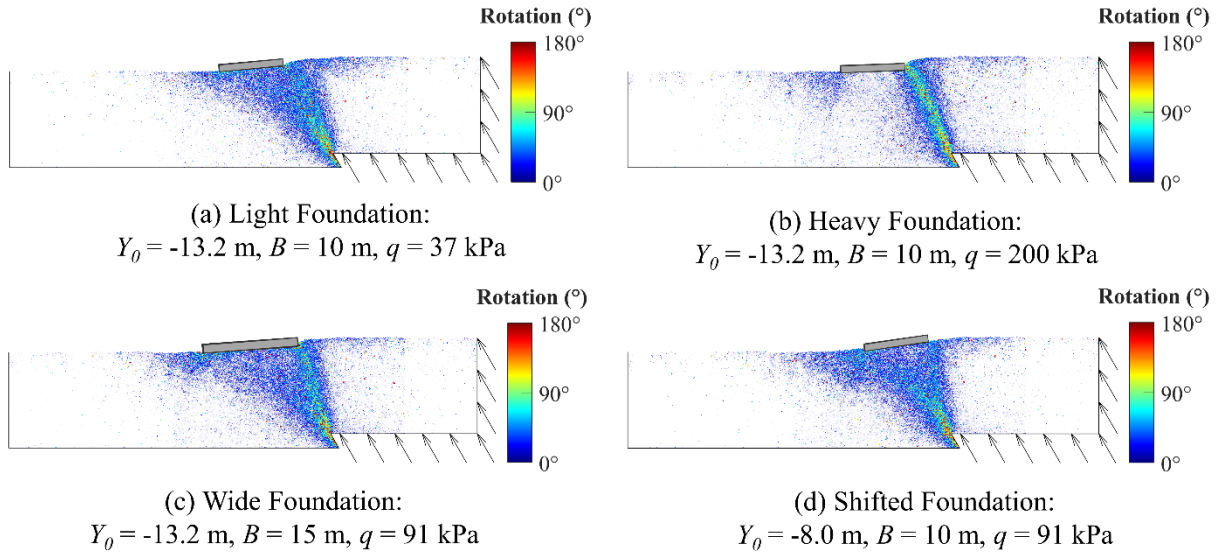 Rotation (°)
180°
90°
0°
(a) Light Foundation:
Y0 = -13.2 m, B = 10 m, q = 37 kPa
Rotation (°)
180°
90°
0°
(b) Heavy Foundation:
Y0 = -13.2 m, B = 10 m, q = 200 kPa
Rotation (°)
180°
90°
0°
(c) Wide Foundation:
Y0 = -13.2 m, B = 15 m, q = 91 kPa
Rotation (°)
180°
90°
0°
(d) Shifted Foundation:
Y0 = -8.0 m, B = 10 m, q = 91 kPa